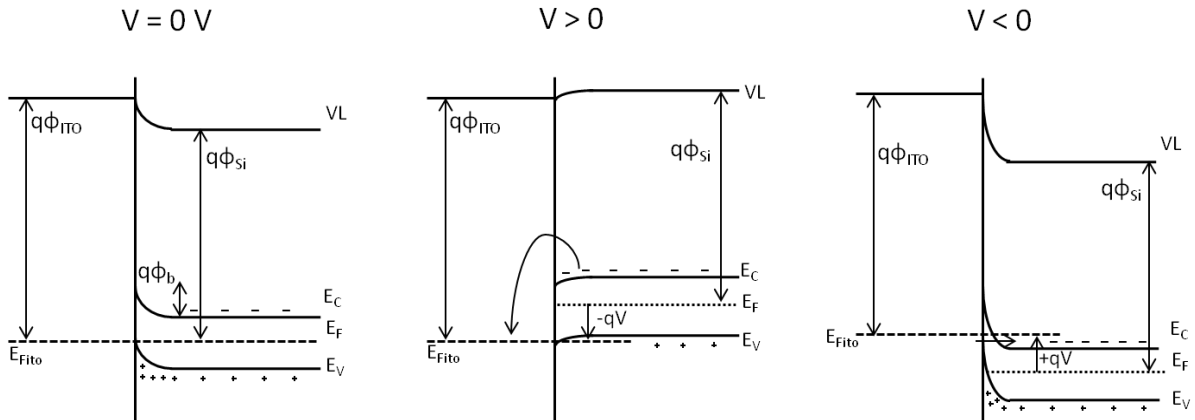 V = 0 V
V > 0
V < 0
VL
qϕITO
qϕSi
qϕb
EC
EF
EFito
EV
VL
qϕITO
qϕSi
EC
EF
-qV
EFito
EV
VL
qϕITO
qϕSi
EFito
EC
+qV
EF
EV